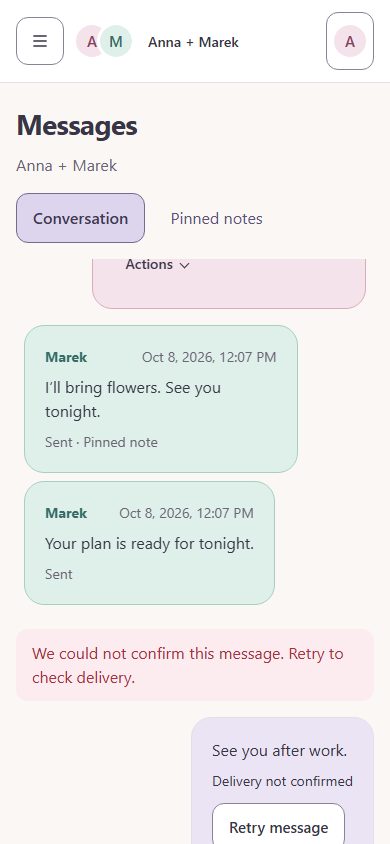 A M Anna + Marek A
Messages
Anna + Marek
Conversation Pinned notes
Actions
Marek Oct 8, 2026, 12:07 PM
I'll bring flowers. See you
tonight.
Sent · Pinned note
Marek Oct 8, 2026, 12:07 PM
Your plan is ready for tonight.
Sent
We could not confirm this message. Retry to
check delivery.
See you after work.
Delivery not confirmed
Retry message